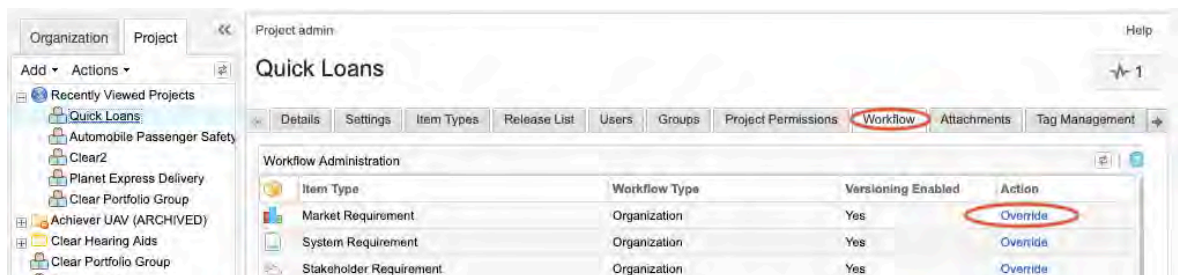 Organization Project
Add Actions
Recently Viewed Projects
Quick Loans
Automobile Passenger Safety
Clear2
Planet Express Delivery
Clear Portfolio Group
Achiever UAV (ARCHIVED)
Clear Hearing Aids
Clear Portfolio Group
Project admin Help
Quick Loans 1
Details Settings Item Types Release List Users Groups Project Permissions Workflow Attachments Tag Management
Workflow Administration
Item Type Workflow Type Versioning Enabled Action
Market Requirement Organization Yes Override
System Requirement Organization Yes Override
Stakeholder Requirement Organization Yes Override